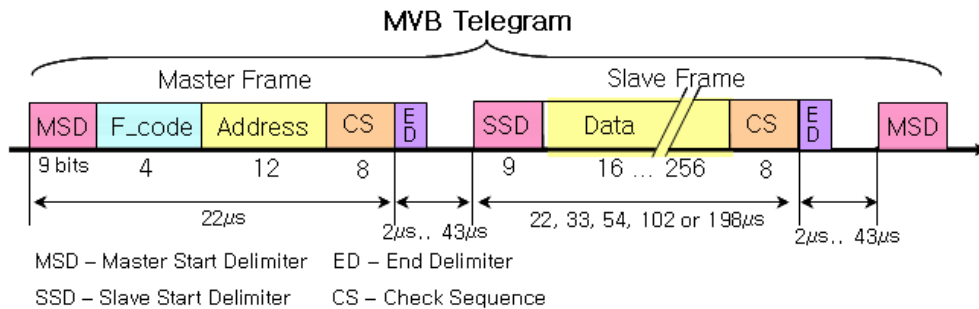 MVB Telegram
Master Frame Slave Frame
MSD F_code Address CS ED SSD Data CS ED MSD
9 bits 4 12 8 9 16 ... 256 8
22μs 2μs.. 43μs 22, 33, 54, 102 or 198μs 2μs.. 43μs
MSD – Master Start Delimiter ED – End Delimiter
SSD – Slave Start Delimiter CS – Check Sequence